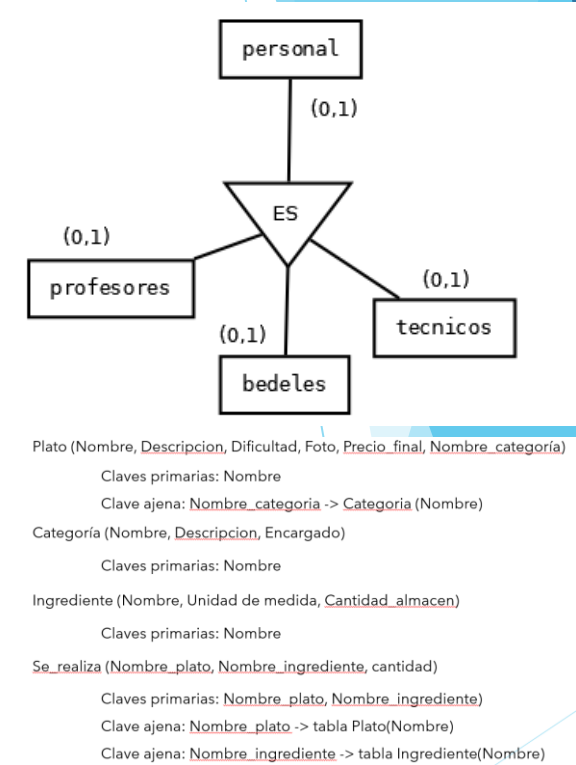 personal
(0,1)
ES
(0,1)
profesores
(0,1)
tecnicos
(0,1)
bedeles
Plato (Nombre, Descripcion, Dificultad, Foto, Precio_final, Nombre_categoría)
Claves primarias: Nombre
Clave ajena: Nombre_categoria -> Categoria (Nombre)
Categoría (Nombre, Descripcion, Encargado)
Claves primarias: Nombre
Ingrediente (Nombre, Unidad de medida, Cantidad_almacen)
Claves primarias: Nombre
Se_realiza (Nombre_plato, Nombre_ingrediente, cantidad)
Claves primarias: Nombre_plato, Nombre_ingrediente)
Clave ajena: Nombre_plato -> tabla Plato(Nombre)
Clave ajena: Nombre_ingrediente -> tabla Ingrediente(Nombre)